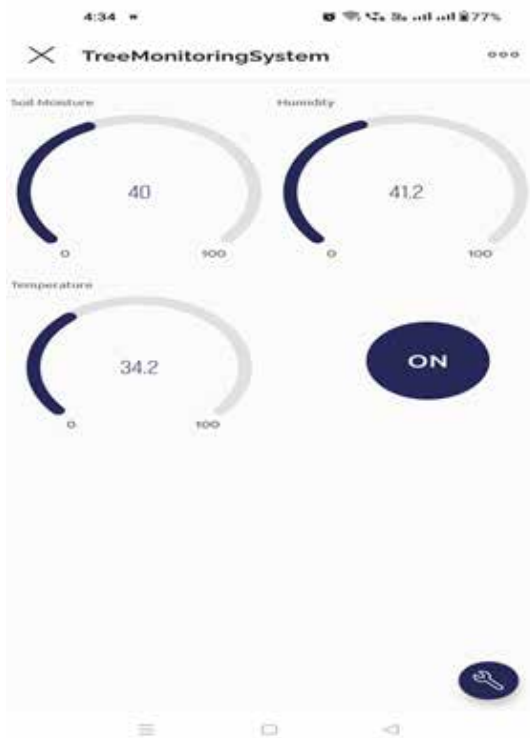 4:34 77%
TreeMonitoringSystem
Soil Moisture Humidity
40 41.2
0 100 0 100
Temperature
34.2 ON
0 100